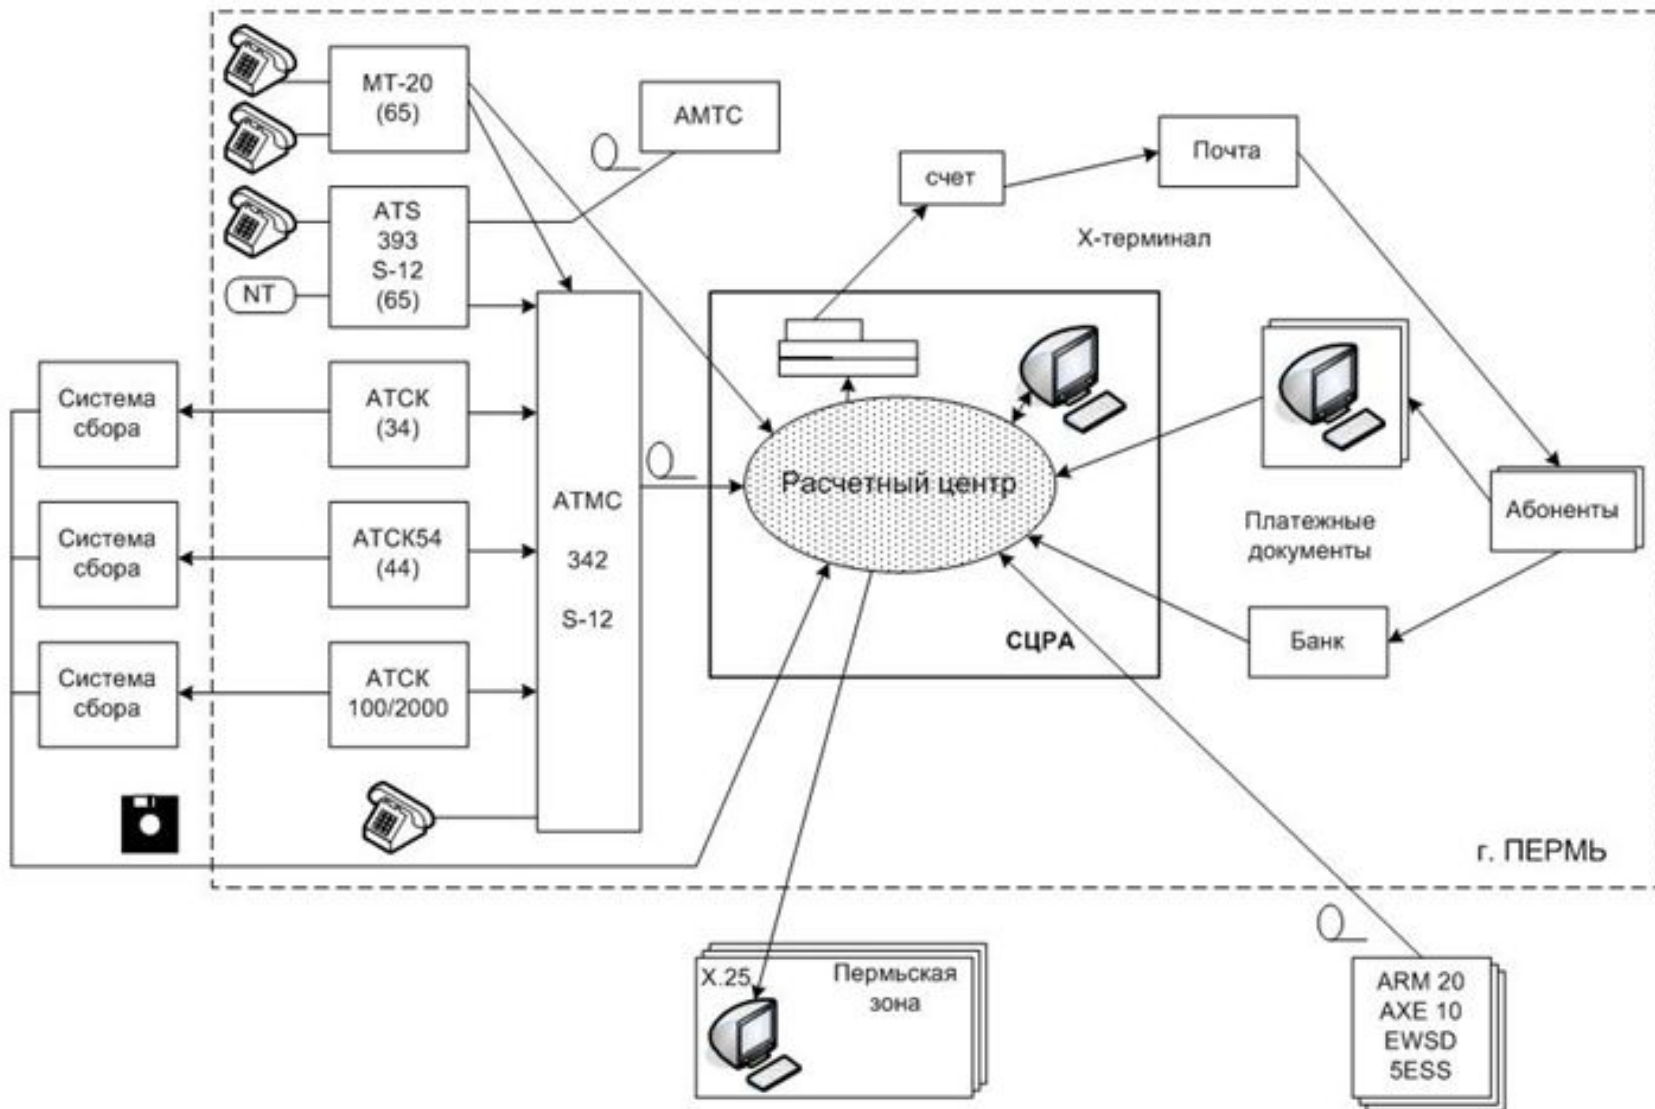 МТ-20
(65)
АМТС
Почта
счет
ATS
393
S-12
(65)
NT
Х-терминал
Система
сбора
АТСК
(34)
Расчетный центр
АТМС
342
S-12
Система
сбора
АТСК54
(44)
Платежные
документы
Абоненты
СЦРА
Банк
Система
сбора
АТСК
100/2000
г. ПЕРМЬ
X.25
Пермьская
зона
ARM 20
AXE 10
EWSD
5ESS